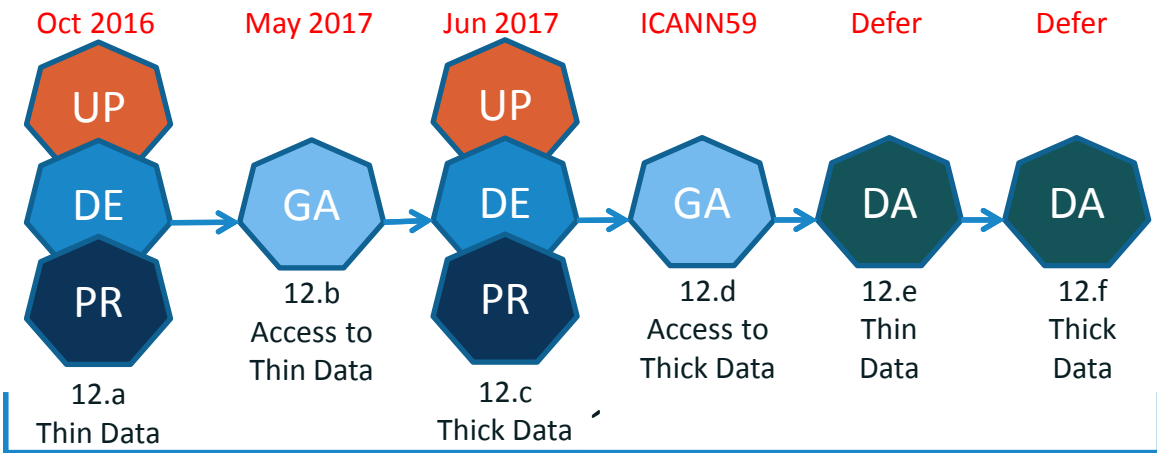 Oct 2016
May 2017
Jun 2017
ICANN59
Defer
Defer
UP
DE
PR
12.a
Thin Data
GA
12.b
Access to
Thin Data
UP
DE
PR
12.c
Thick Data
GA
12.d
Access to
Thick Data
DA
12.e
Thin
Data
DA
12.f
Thick
Data